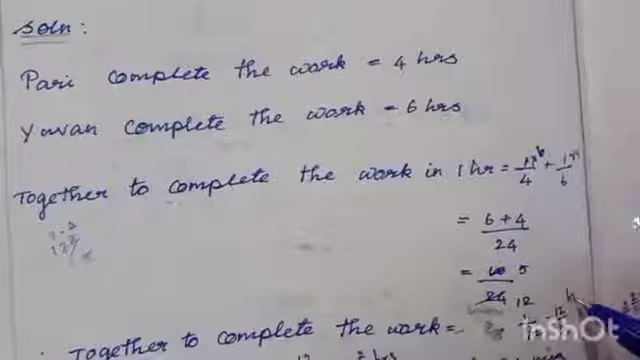 Soln:
Pari complete the work = 4 hrs
Yuvan complete the work = 6 hrs
Together to complete the work in 1 hr = 1×6/4 + 1×4/6
= 6+4/24
= 10 5/24 12
Together to complete the work =
InShOt